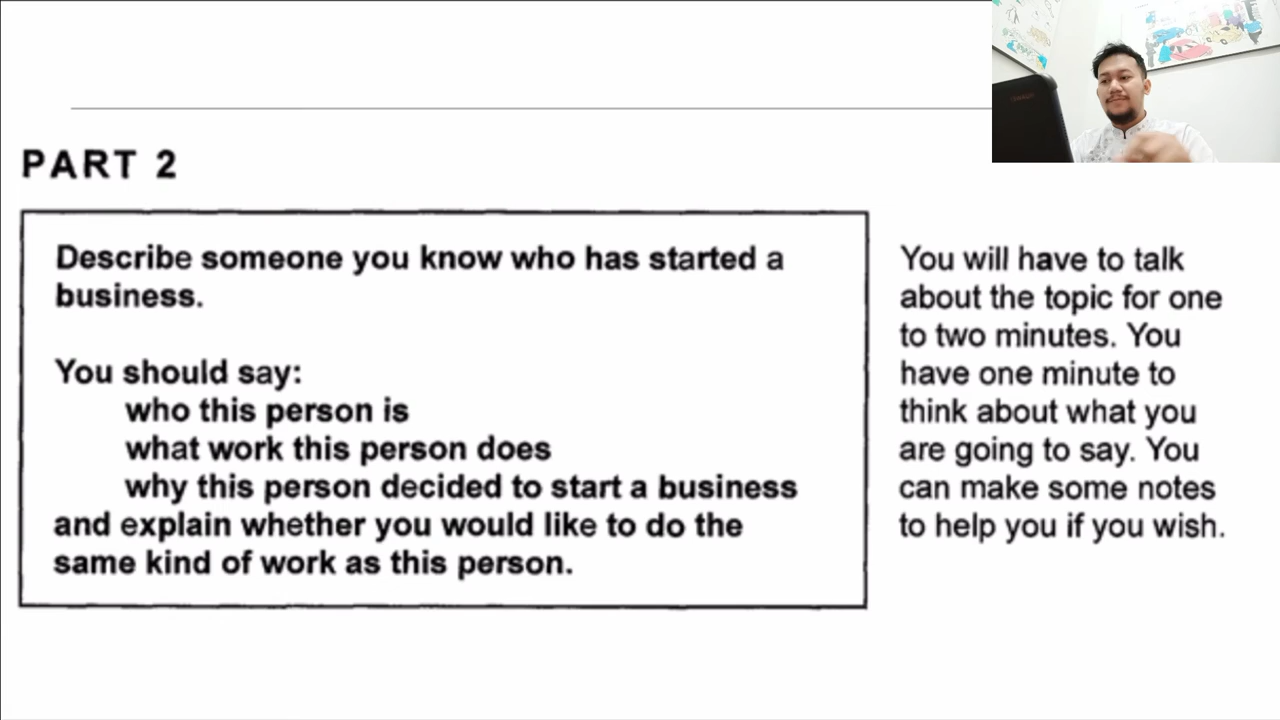 PART 2
Describe someone you know who has started a
business.
You should say:
who this person is
what work this person does
why this person decided to start a business
and explain whether you would like to do the
same kind of work as this person.
You will have to talk
about the topic for one
to two minutes. You
have one minute to
think about what you
are going to say. You
can make some notes
to help you if you wish.